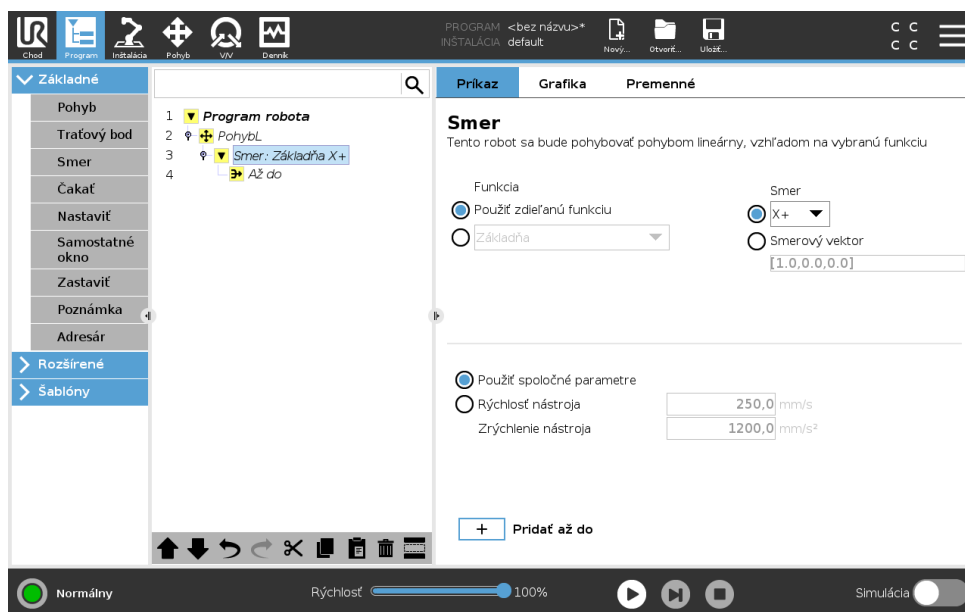 UR
PROGRAM <bez názvu>*
INŠTALÁCIA default
Chod
Program
Inštalácia
Pohyb
V/V
Denník
Nový...
Otvoriť...
Uložiť...
C C
C C
Základné
Pohyb
Traťový bod
Smer
Čakať
Nastaviť
Samostatné
okno
Zastaviť
Poznámka
Adresár
Rozšírené
Šablóny
1 Program robota
2 PohybL
3 Smer: Základňa X+
4 Až do
Príkaz Grafika Premenné
Smer
Tento robot sa bude pohybovať pohybom lineárny, vzhľadom na vybranú funkciu
Funkcia
Použiť zdieľanú funkciu
Základňa
Smer
X+
Smerový vektor
[1.0,0.0,0.0]
Použiť spoločné parametre
Rýchlosť nástroja 250,0 mm/s
Zrýchlenie nástroja 1200,0 mm/s²
+ Pridať až do
Normálny
Rýchlosť 100%
Simulácia